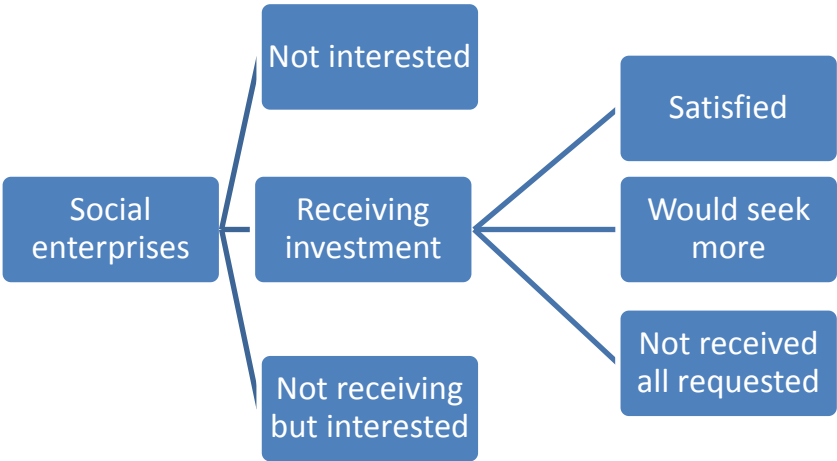 Not interested
Satisfied
Social
enterprises
Receiving
investment
Would seek
more
Not receiving
but interested
Not received
all requested